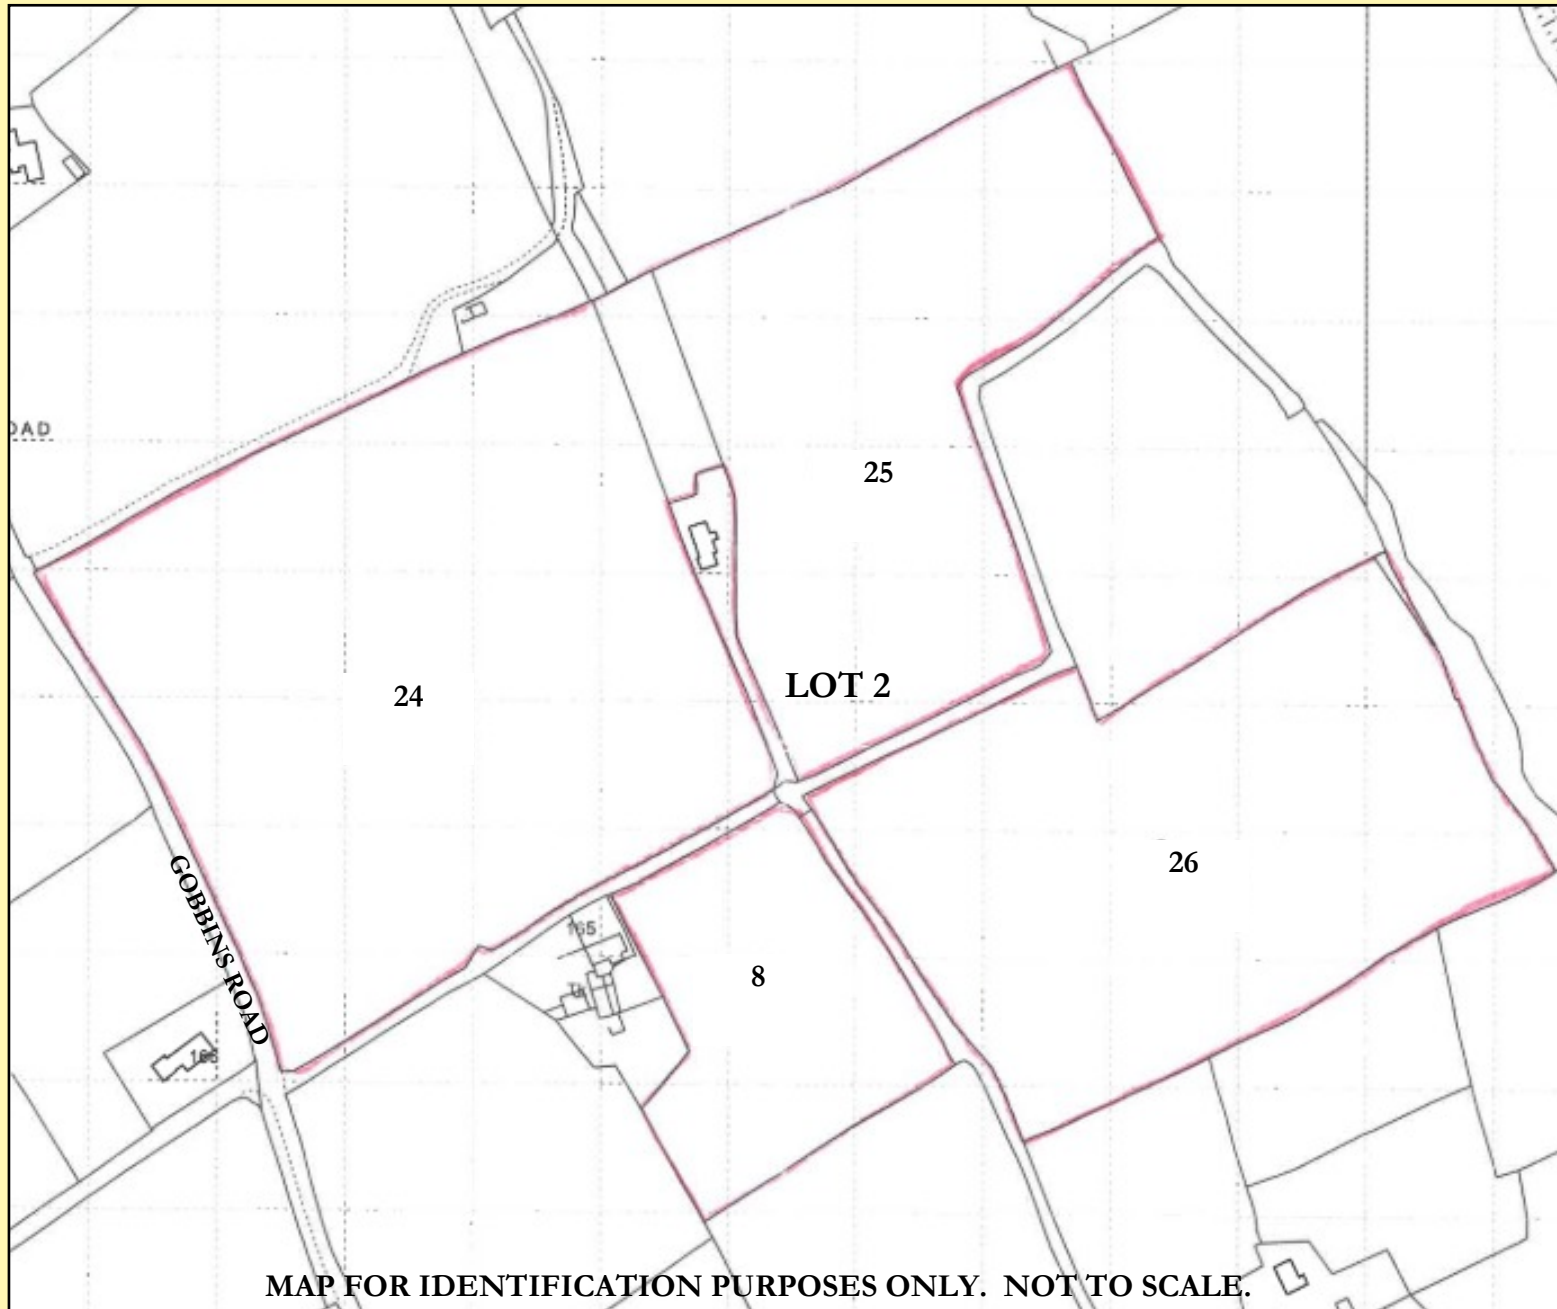 OAD
25
LOT 2
24
26
GOBBINS ROAD
165
8
MAP FOR IDENTIFICATION PURPOSES ONLY. NOT TO SCALE.